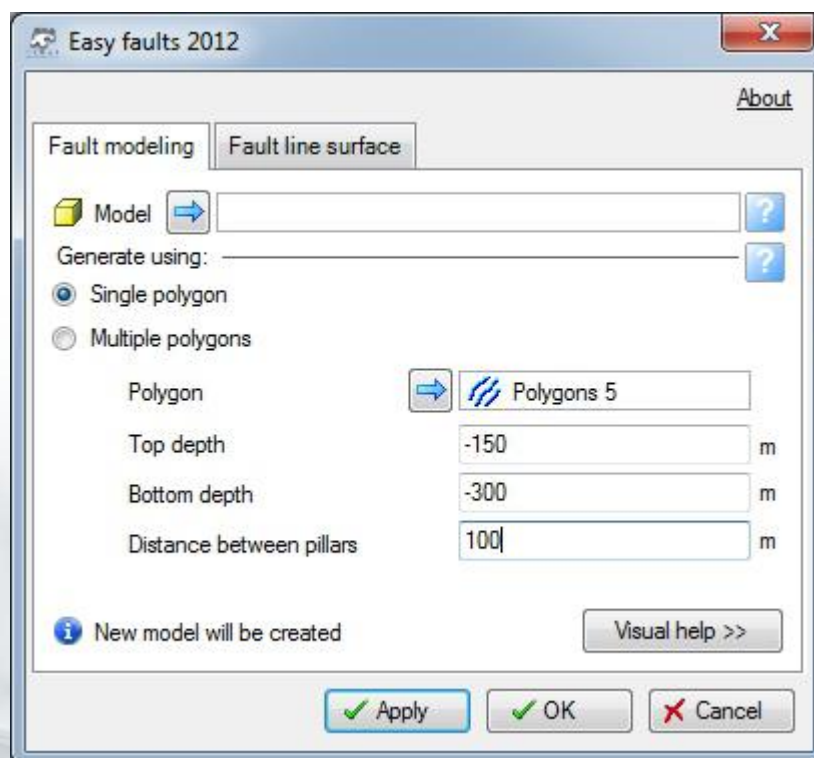 Easy faults 2012
About
Fault modeling Fault line surface
Model ?
Generate using: ?
Single polygon
Multiple polygons
Polygon Polygons 5
Top depth -150 m
Bottom depth -300 m
Distance between pillars 100 m
New model will be created Visual help >>
Apply OK Cancel